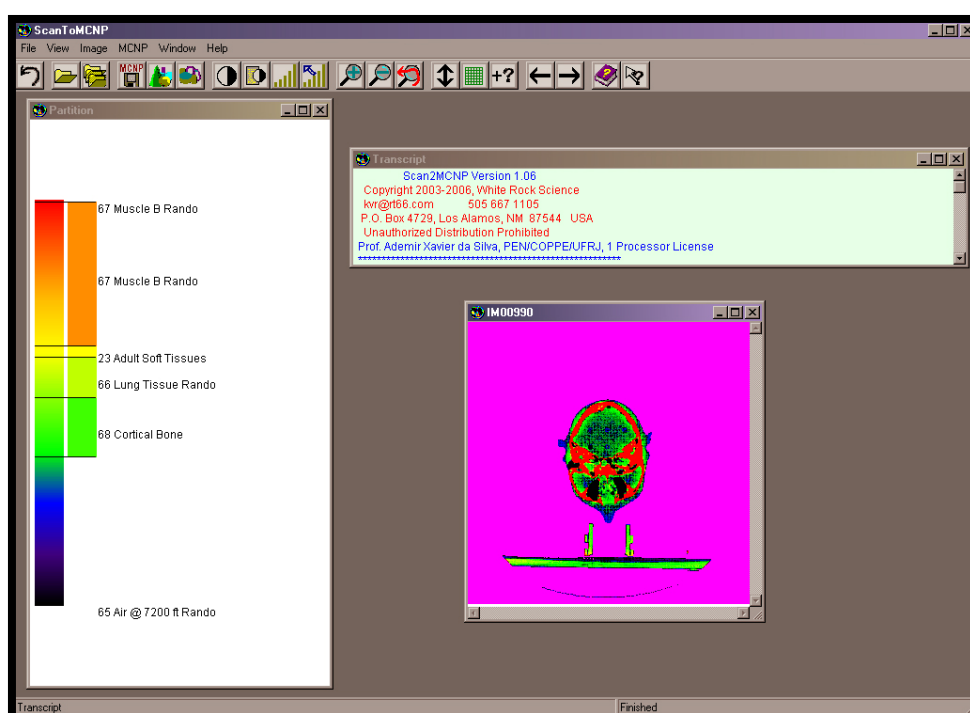 ScanToMCNP
File View Image MCNP Window Help
MCNP
+?
Partition
67 Muscle B Rando
67 Muscle B Rando
23 Adult Soft Tissues
66 Lung Tissue Rando
68 Cortical Bone
65 Air @ 7200 ft Rando
Transcript
Scan2MCNP Version 1.06
Copyright 2003-2006, White Rock Science
kvr@rt66.com 505 667 1105
P.O. Box 4729, Los Alamos, NM 87544 USA
Unauthorized Distribution Prohibited
Prof. Ademir Xavier da Silva, PEN/COPPE/UFRJ, 1 Processor License
IM00990
Transcript
Finished